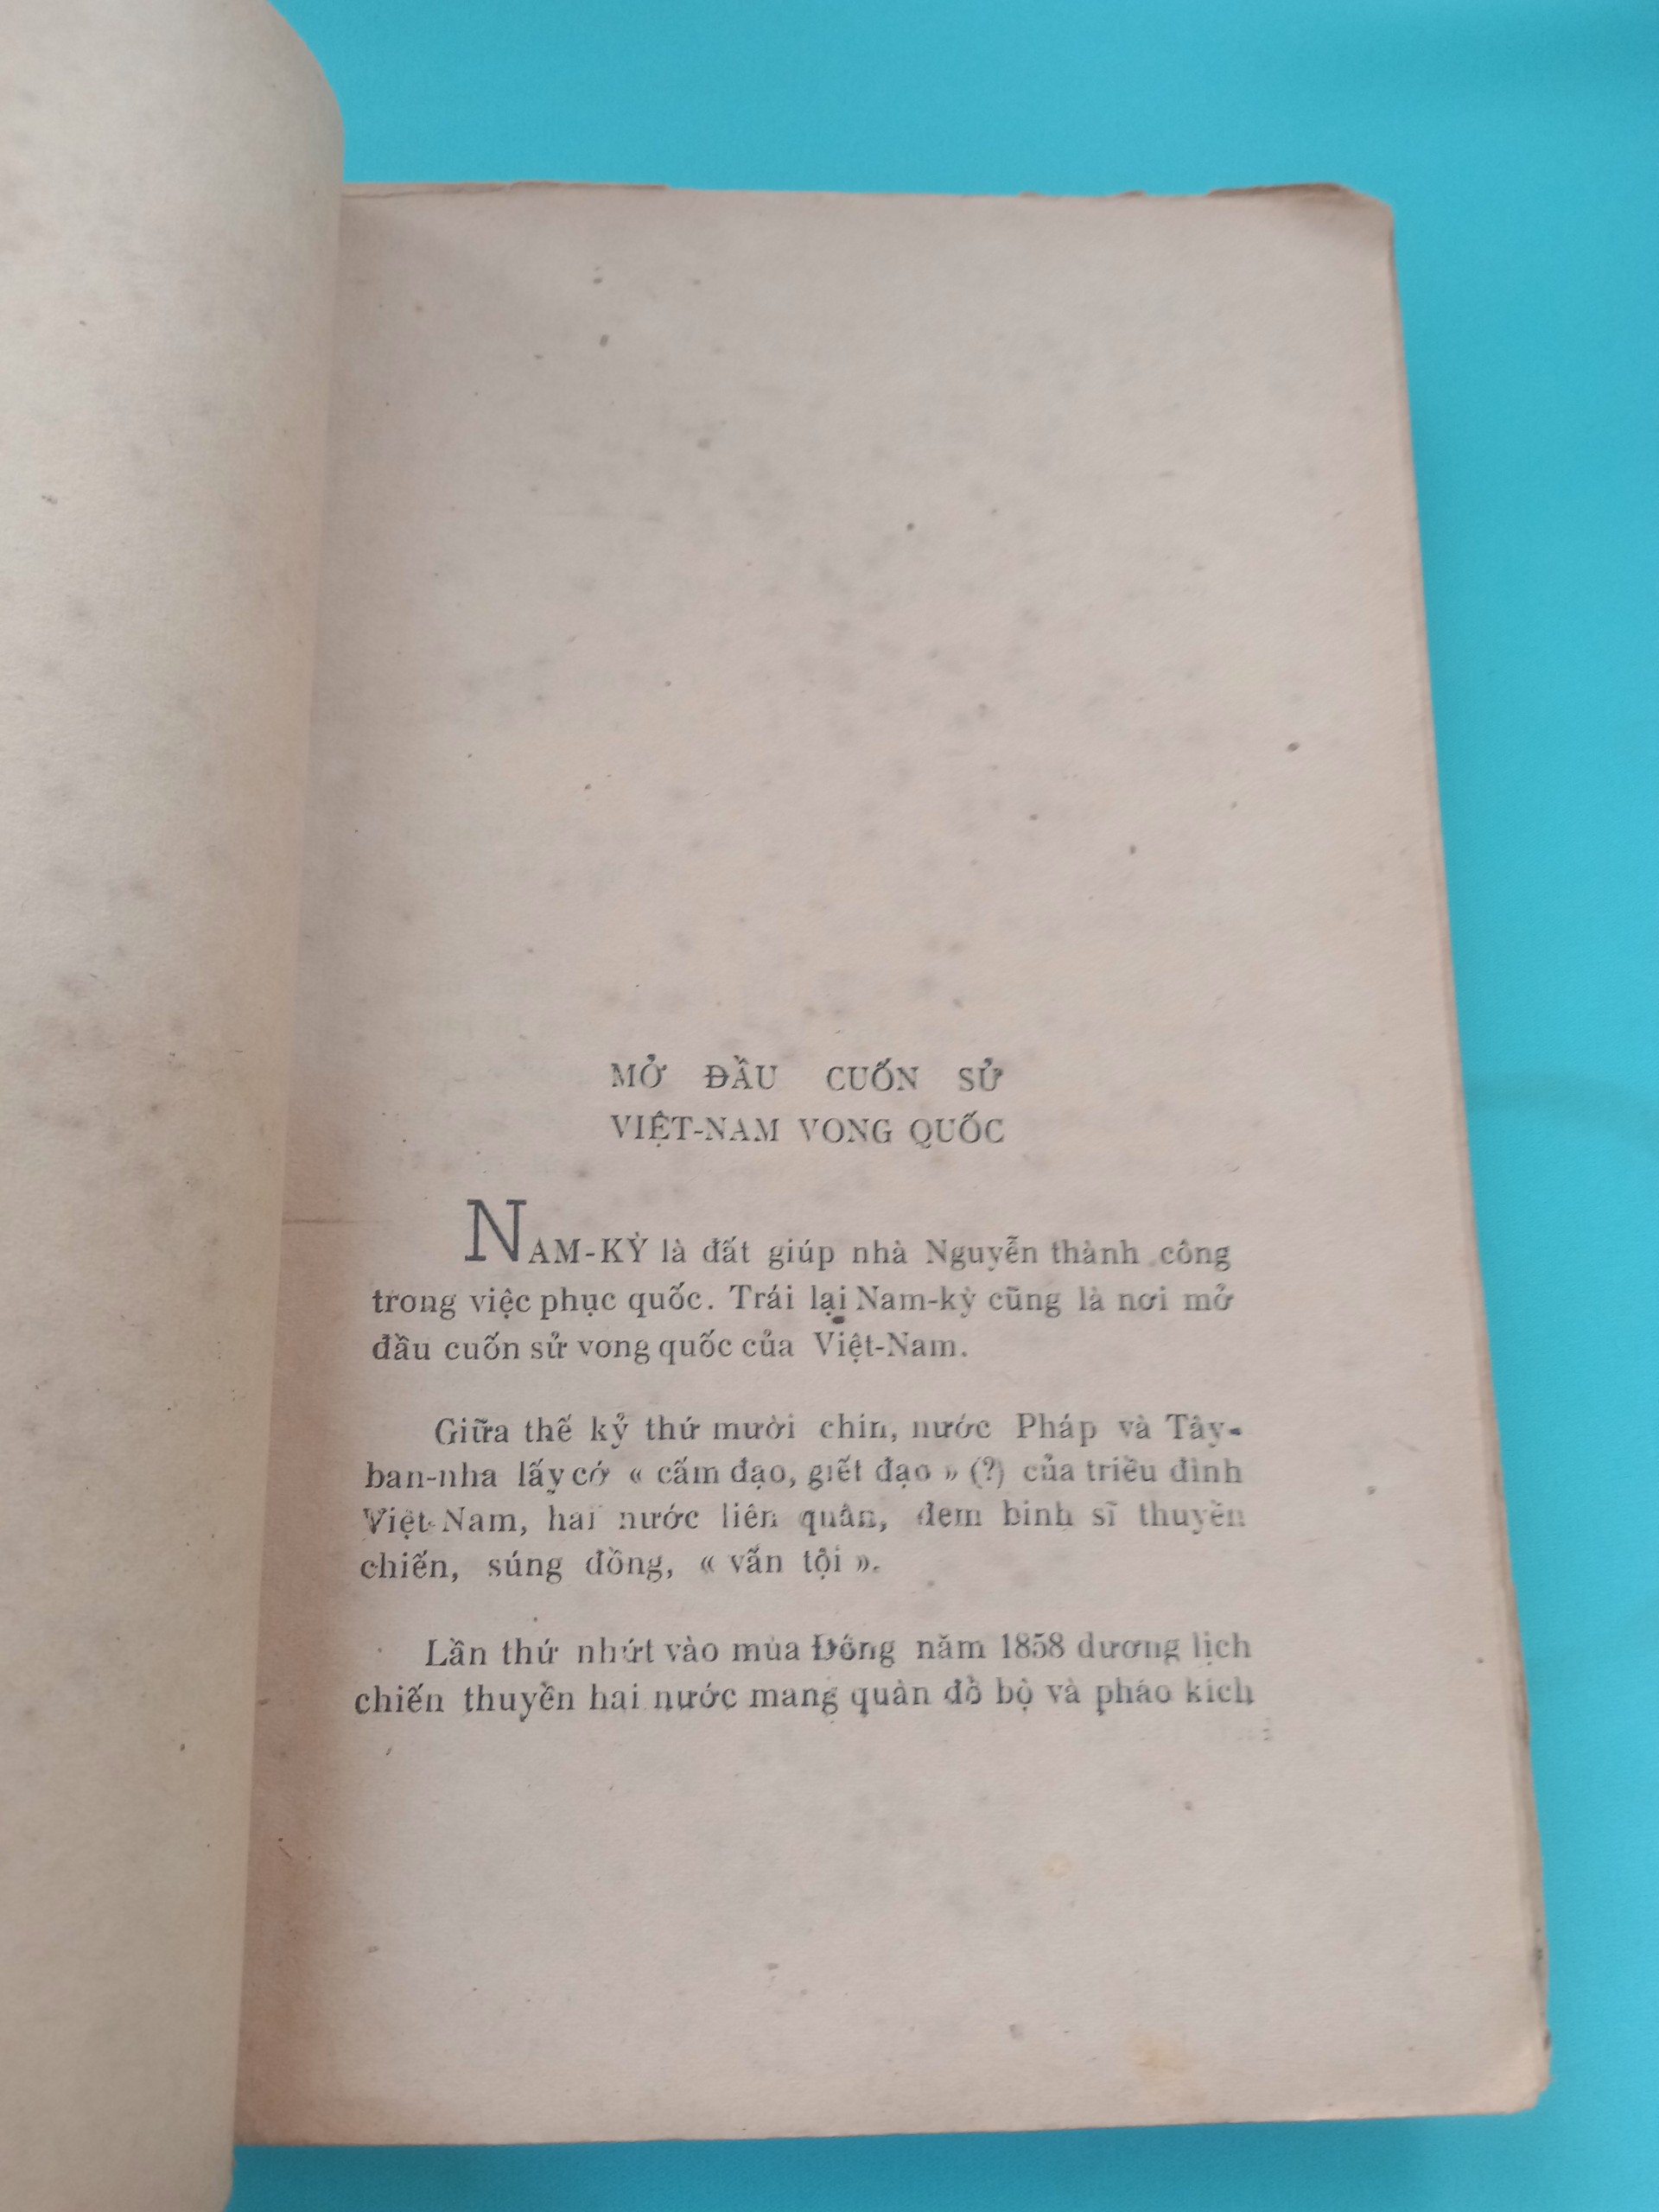 MỞ ĐẦU CUỐN SỬ
VIỆT-NAM VONG QUỐC
NAM-KỲ là đất giúp nhà Nguyễn thành công
trong việc phục quốc. Trái lại Nam-kỳ cũng là nơi mở
đầu cuốn sử vong quốc của Việt-Nam.
Giữa thế kỷ thứ mười chín, nước Pháp và Tây-
ban-nha lấy cớ « cấm đạo, giết đạo » (?) của triều đình
Việt-Nam, hai nước liên quân, đem binh sĩ thuyền
chiến, súng đồng, « vấn tội ».
Lần thứ nhứt vào mùa Đông năm 1858 dương lịch
chiến thuyền hai nước mang quân đổ bộ và pháo kích